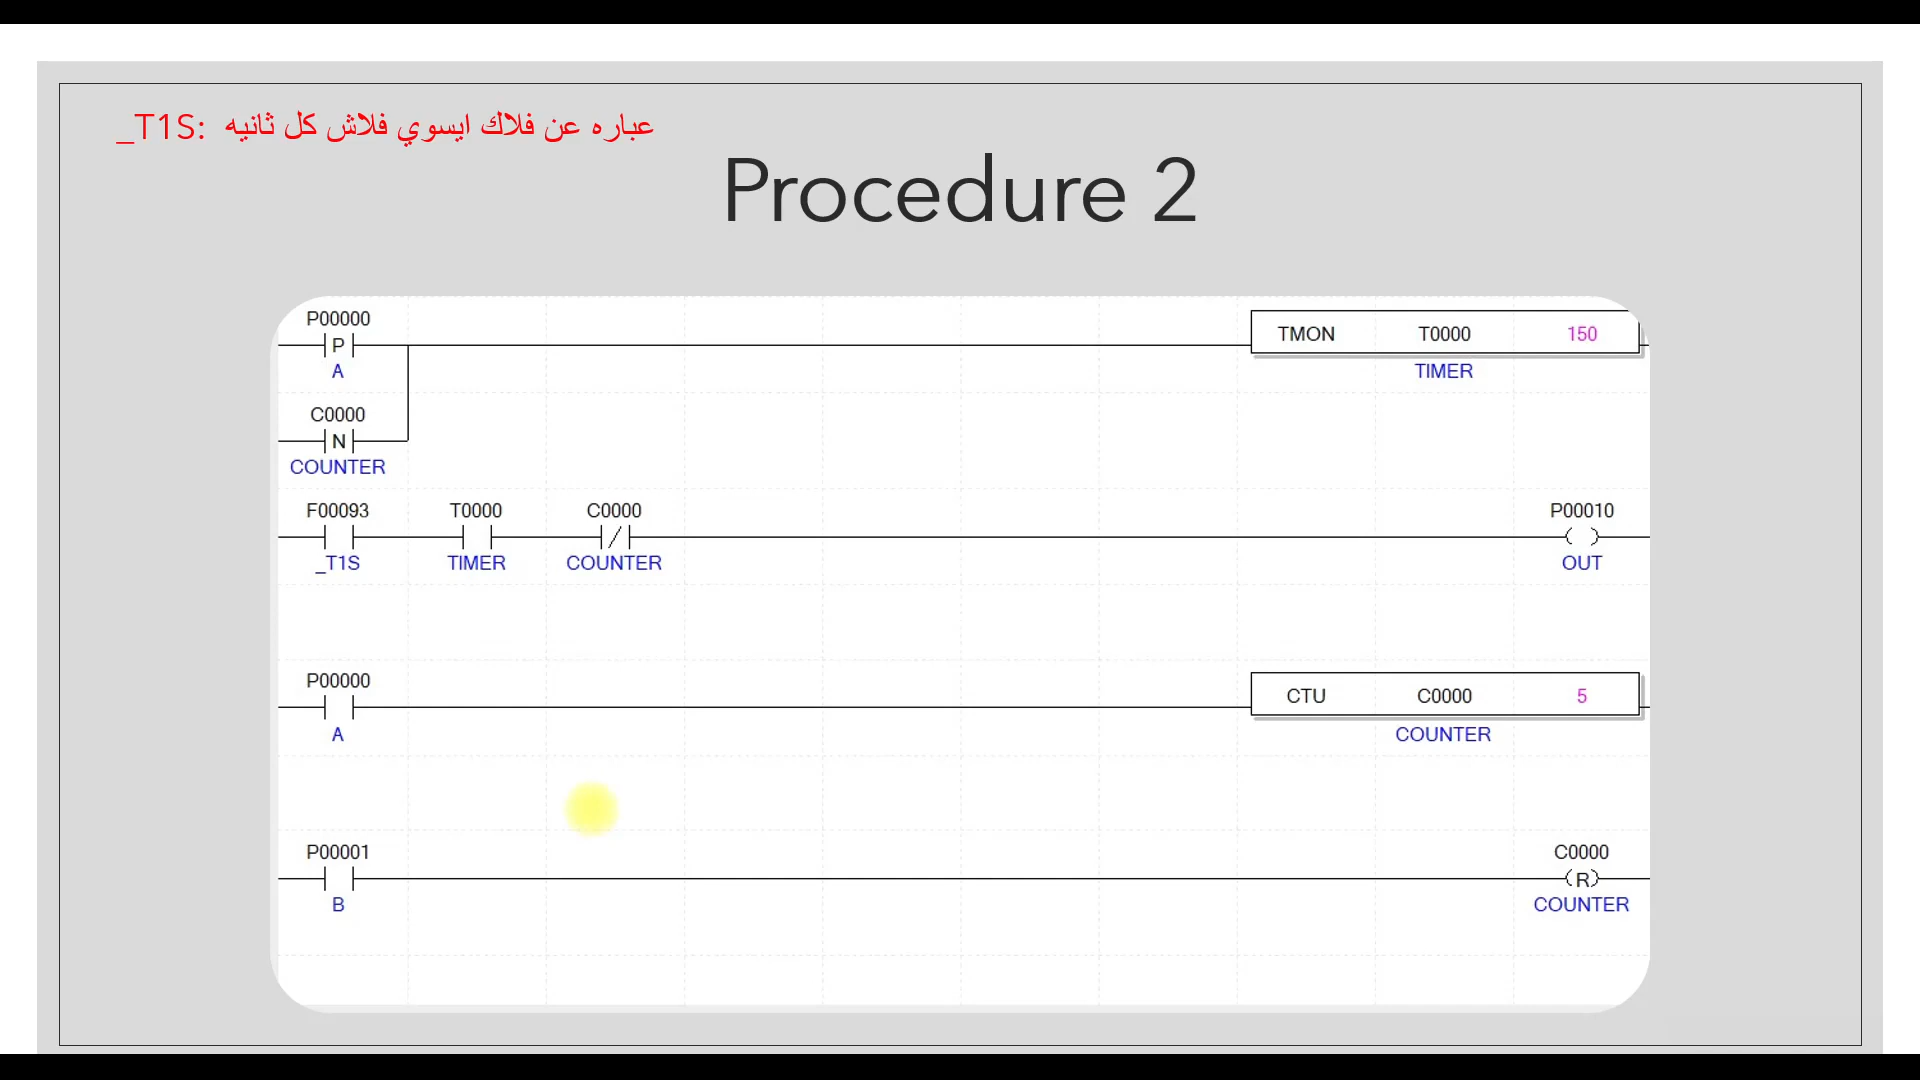 _T1S: عباره عن فلاك ايسوي فلاش كل ثانيه
Procedure 2
P00000
P
A
TMON T0000 150
TIMER
C0000
N
COUNTER
F00093 T0000 C0000 P00010
_T1S TIMER COUNTER OUT
P00000
A
CTU C0000 5
COUNTER
P00001 C0000
R
B COUNTER